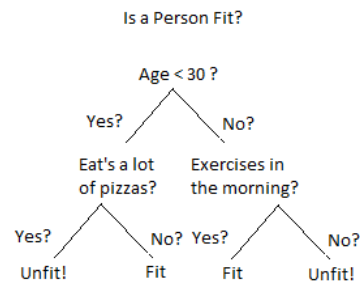 Is a Person Fit?
Age < 30 ?
Yes?
No?
Eat's a lot
of pizzas?
Exercises in
the morning?
Yes?
No?
Yes?
No?
Unfit!
Fit
Fit
Unfit!